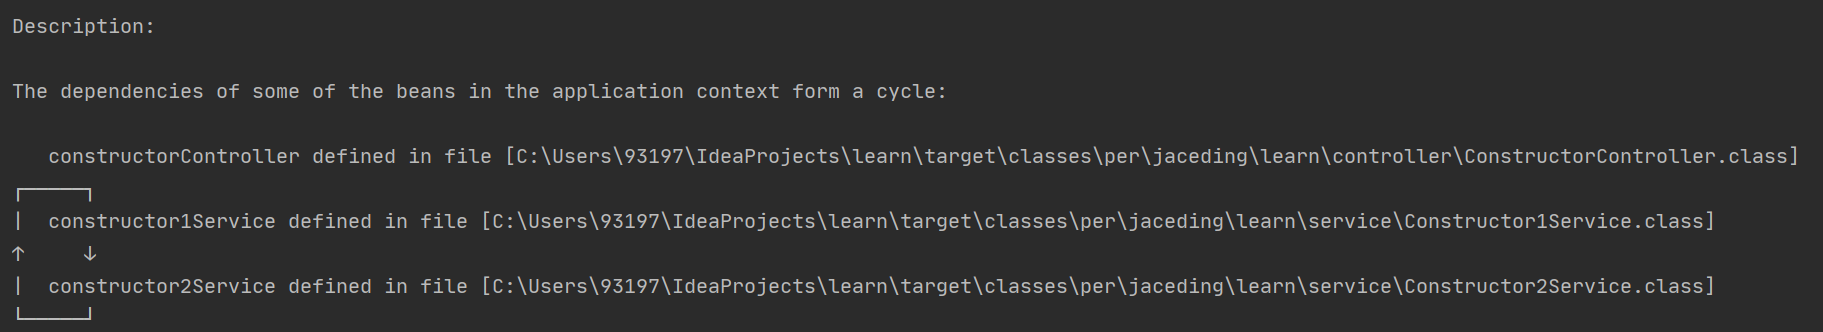 Description:
The dependencies of some of the beans in the application context form a cycle:
   constructorController defined in file [C:\Users\93197\IdeaProjects\learn\target\classes\per\jaceding\learn\controller\ConstructorController.class]
┌─────┐
|  constructor1Service defined in file [C:\Users\93197\IdeaProjects\learn\target\classes\per\jaceding\learn\service\Constructor1Service.class]
↑     ↓
|  constructor2Service defined in file [C:\Users\93197\IdeaProjects\learn\target\classes\per\jaceding\learn\service\Constructor2Service.class]
└─────┘